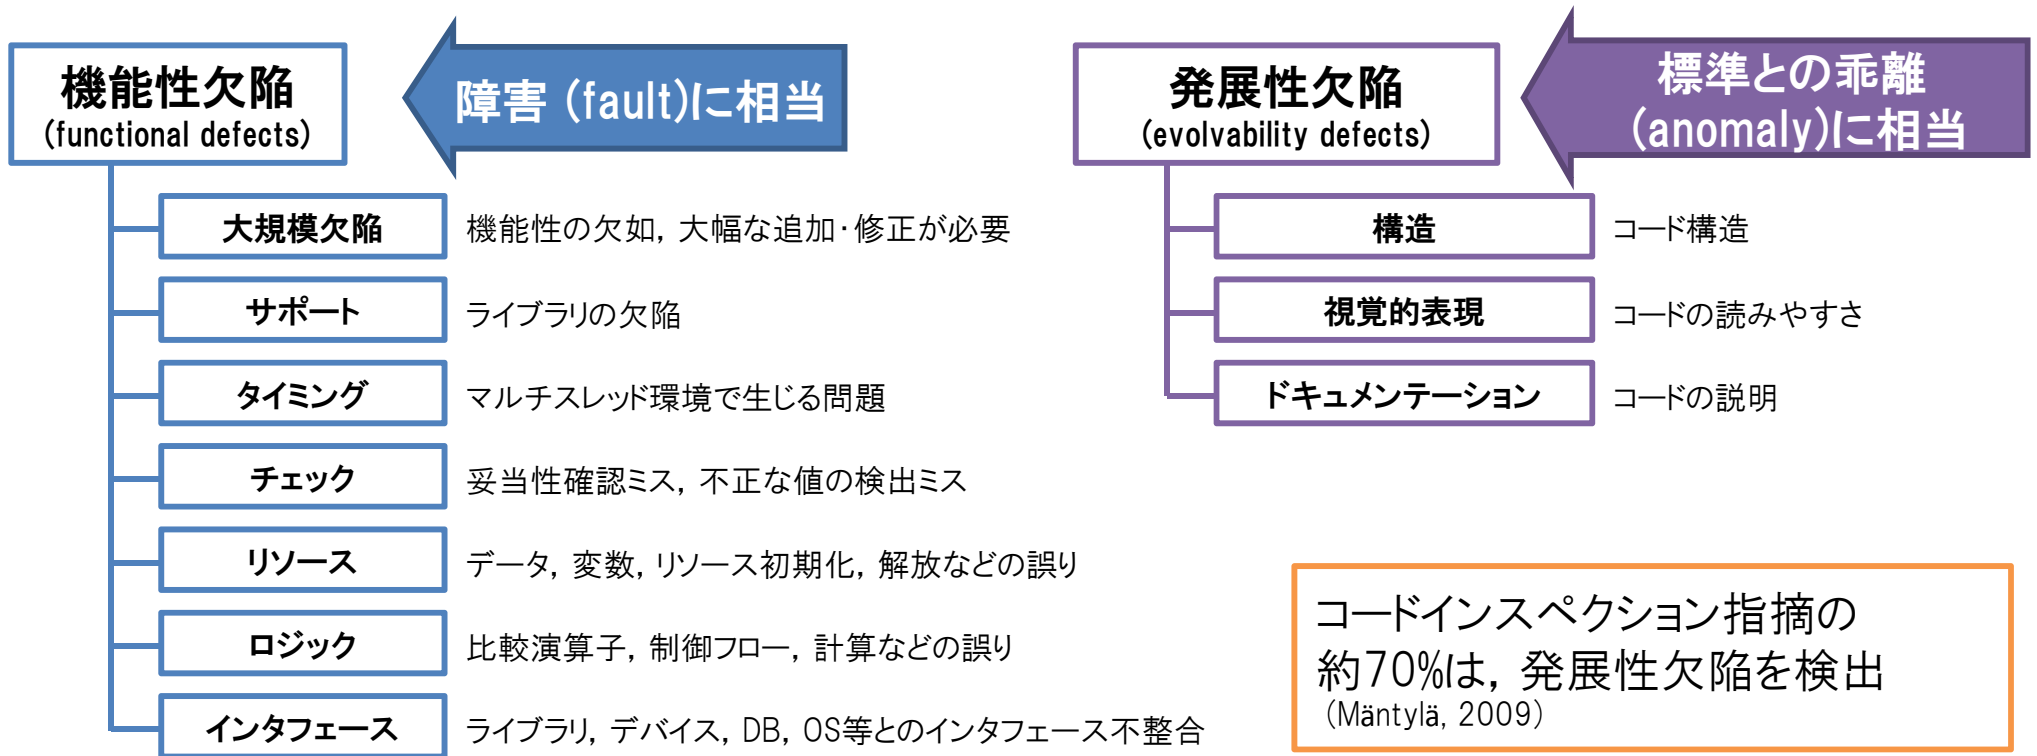 機能性欠陥
(functional defects)
障害 (fault)に相当
大規模欠陥
機能性の欠如, 大幅な追加・修正が必要
サポート
ライブラリの欠陥
タイミング
マルチスレッド環境で生じる問題
チェック
妥当性確認ミス, 不正な値の検出ミス
リソース
データ, 変数, リソース初期化, 解放などの誤り
ロジック
比較演算子, 制御フロー, 計算などの誤り
インタフェース
ライブラリ, デバイス, DB, OS等とのインタフェース不整合
発展性欠陥
(evolvability defects)
標準との乖離
(anomaly)に相当
構造
コード構造
視覚的表現
コードの読みやすさ
ドキュメンテーション
コードの説明
コードインスペクション指摘の
約70%は, 発展性欠陥を検出
(Mäntylä, 2009)